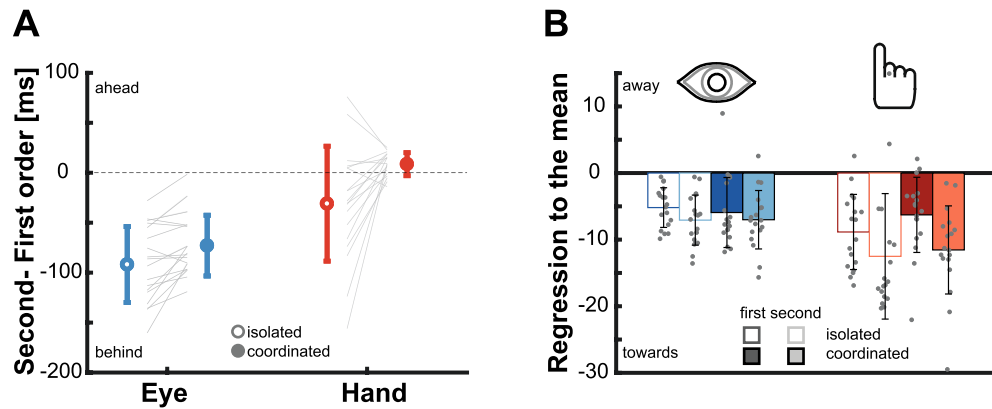 A
Second- First order [ms]
100
0
-100
-200
ahead
behind
isolated
coordinated
Eye
Hand
B
Regression to the mean
10
0
-10
-20
-30
away
towards
first second
isolated
coordinated